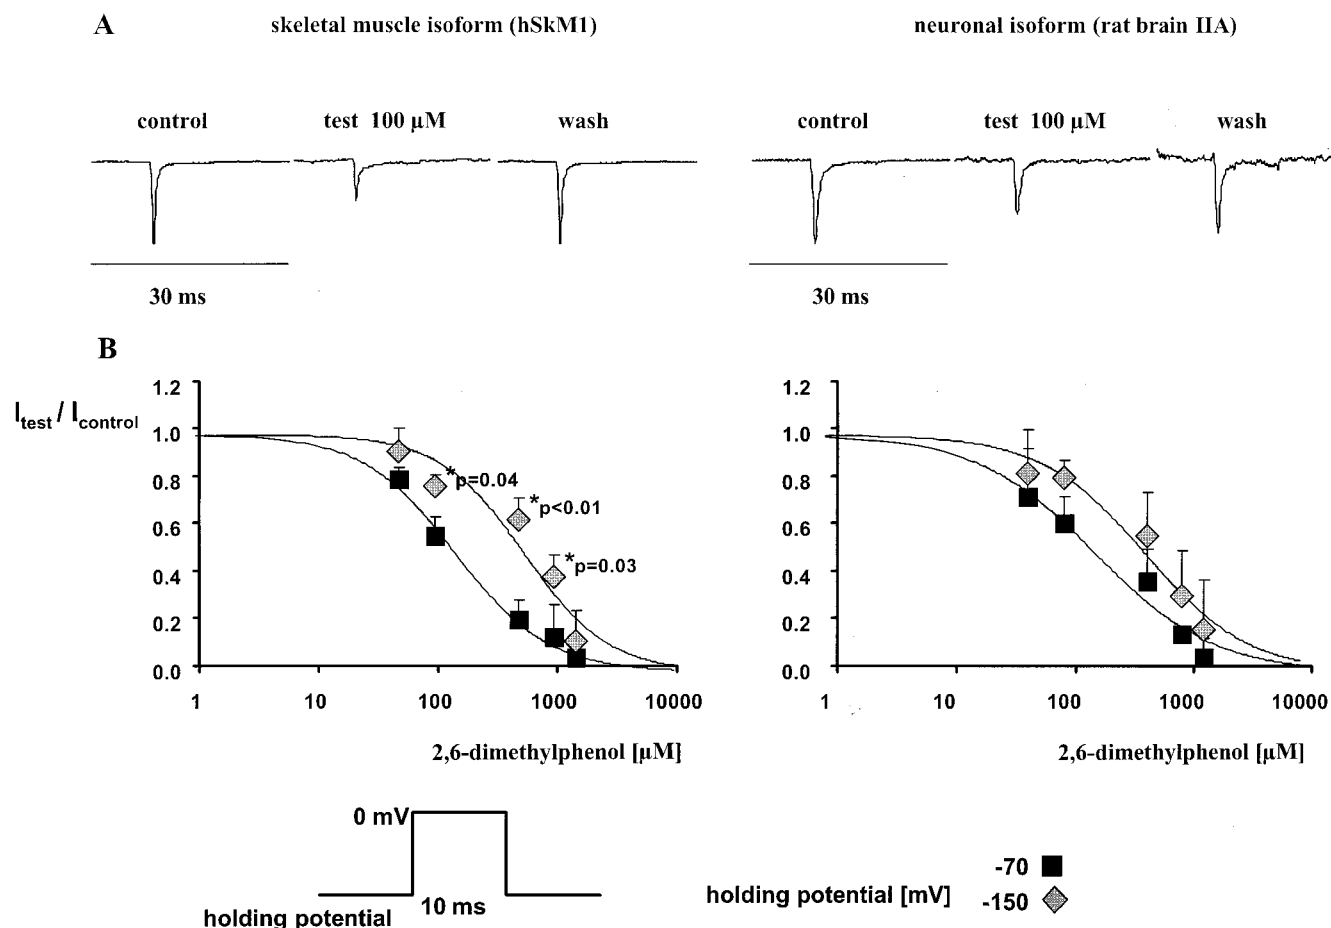 A
skeletal muscle isoform (hSkM1)
neuronal isoform (rat brain IIA)
control
test 100 μM
wash
control
test 100 μM
wash
30 ms
30 ms
B
I test / I control
1.2
1.0
0.8
0.6
0.4
0.2
0.0
*p=0.04
*p<0.01
*p=0.03
1 10 100 1000 10000
2,6-dimethylphenol [μM]
1.2
1.0
0.8
0.6
0.4
0.2
0.0
1 10 100 1000 10000
2,6-dimethylphenol [μM]
0 mV
10 ms
holding potential
holding potential [mV]
-70
-150